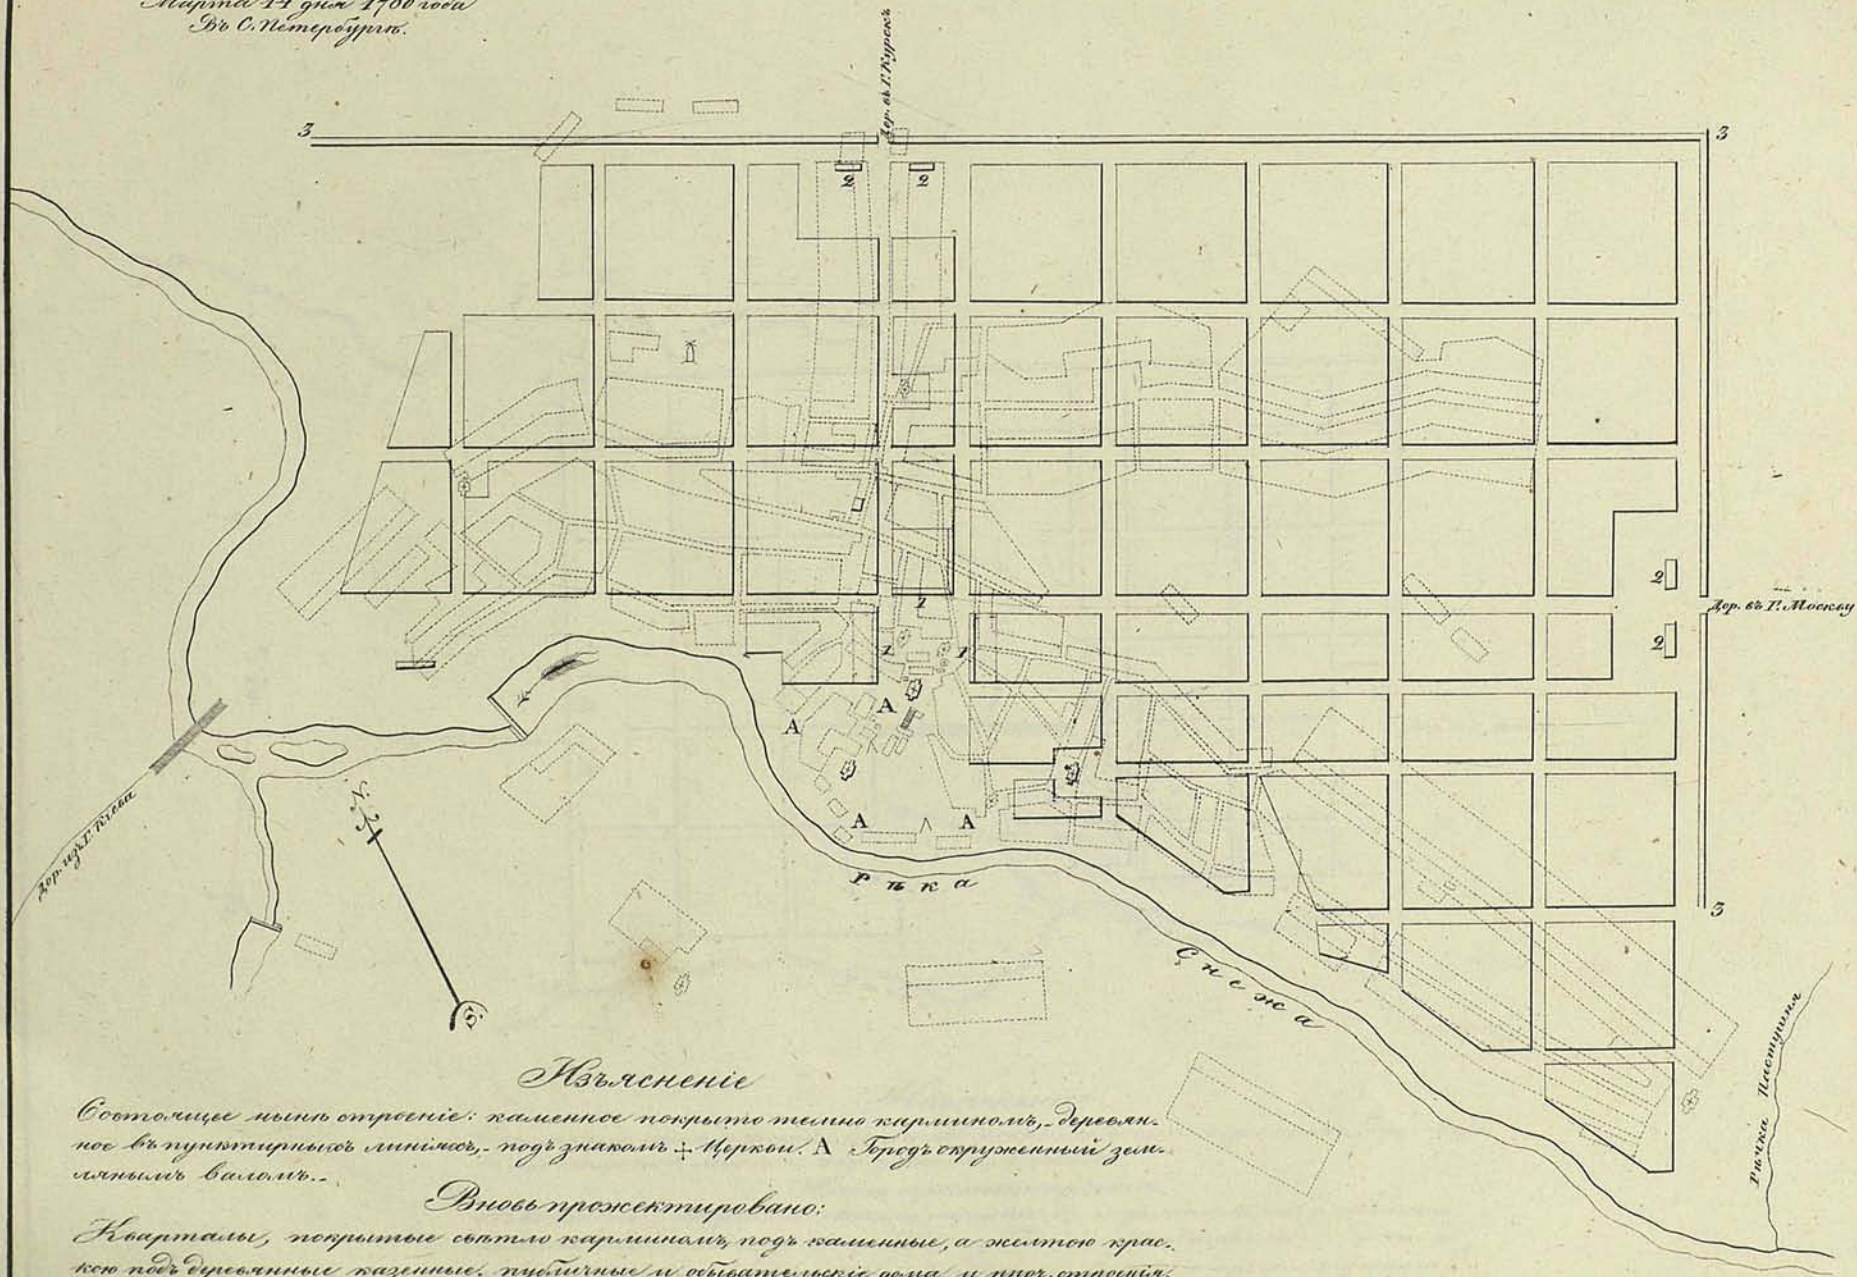 Марта 14 дня 1786 года
Въ С. Петербургѣ.
Дор. въ Г. Курскъ
3
3
2
2
2
Дор. въ Г. Москву
2
1
1
1
А
А
А
А
3
Дор. изъ Г. Кіева
N.
S.
Рѣка
Снежа
Рѣчка Пастушня
Изъясненіе
Состоящее нынѣ строеніе: каменное покрыто темно карминомъ, - деревян-
ное въ пунктирныхъ линіяхъ, - подъ знакомъ + Церкви. А Городъ окруженный зем-
лянымъ валомъ.
Вновь прожектировано:
Кварталы, покрытые свѣтло карминомъ, подъ каменные, а желтою крас-
кою подъ деревянные казенные, публичные и обывательскіе дома и проч. строенія.